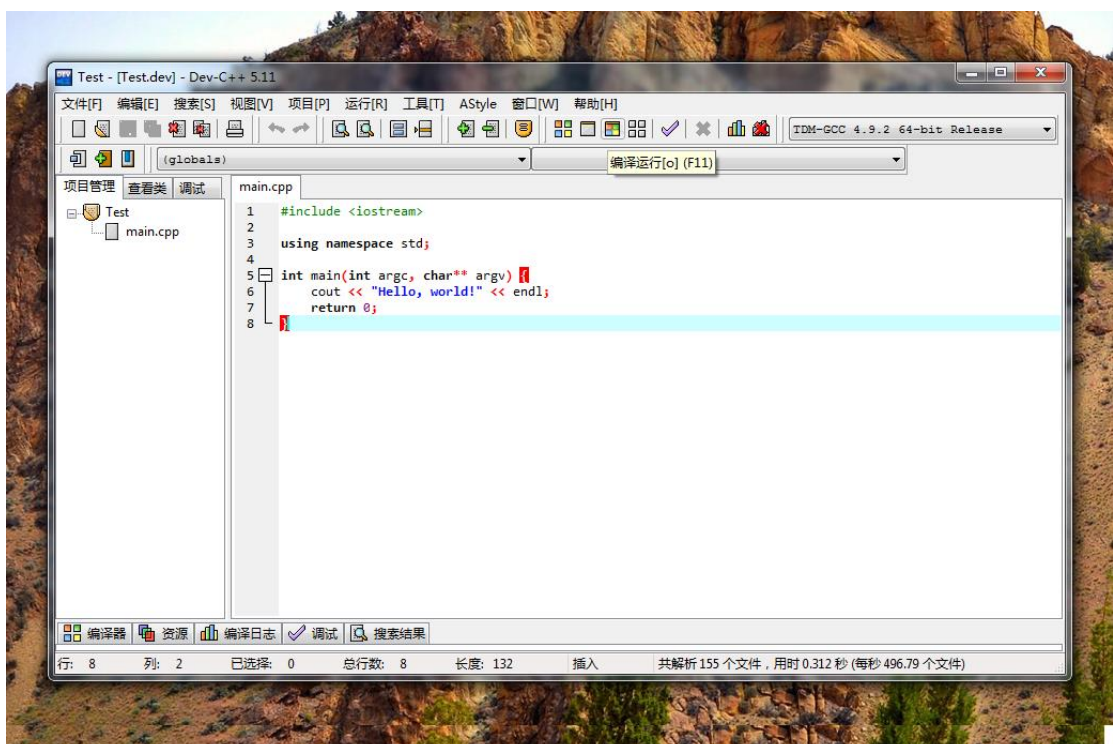 Test - [Test.dev] - Dev-C++ 5.11
文件[F] 编辑[E] 搜索[S] 视图[V] 项目[P] 运行[R] 工具[T] AStyle 窗口[W] 帮助[H]
TDM-GCC 4.9.2 64-bit Release
(globals)
编译运行[o] (F11)
项目管理 查看类 调试 main.cpp
Test
main.cpp
1 #include <iostream>
2
3 using namespace std;
4
5 int main(int argc, char** argv) {
6 cout << "Hello, world!" << endl;
7 return 0;
8 }
编译器 资源 编译日志 调试 搜索结果
行: 8 列: 2 已选择: 0 总行数: 8 长度: 132 插入 共解析 155 个文件，用时 0.312 秒 (每秒 496.79 个文件)